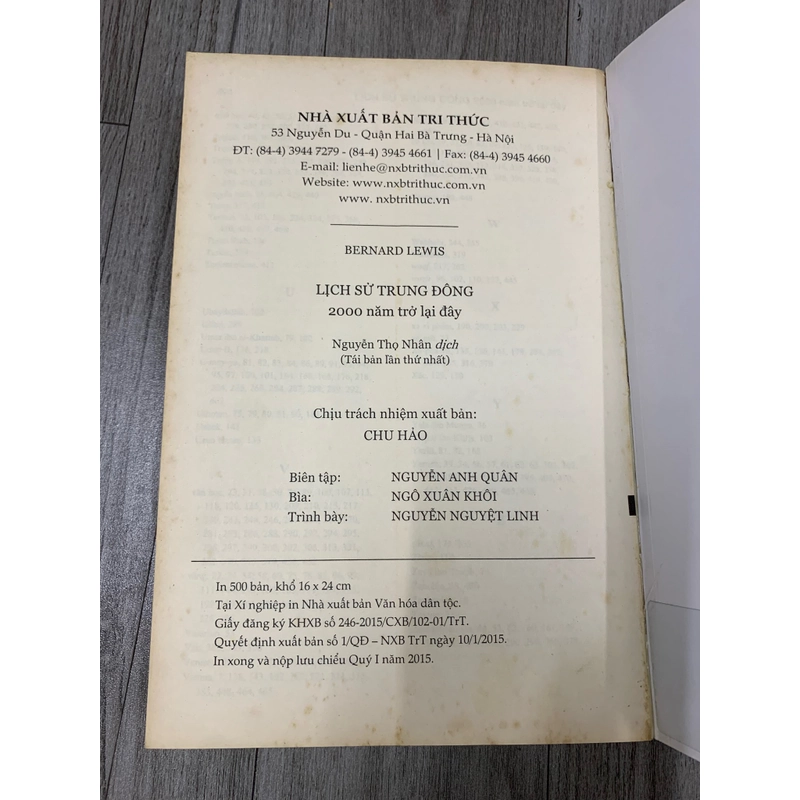 NHÀ XUẤT BẢN TRI THỨC
53 Nguyễn Du - Quận Hai Bà Trưng - Hà Nội
ĐT: (84-4) 3944 7279 - (84-4) 3945 4661 | Fax: (84-4) 3945 4660
E-mail: lienhe@nxbtrithuc.com.vn
Website: www.nxbtrithuc.com.vn
www. nxbtrithuc.vn
BERNARD LEWIS
LỊCH SỬ TRUNG ĐÔNG
2000 năm trở lại đây
Nguyễn Thọ Nhân dịch
(Tái bản lần thứ nhất)
Chịu trách nhiệm xuất bản:
CHU HẢO
Biên tập: NGUYỄN ANH QUÂN
Bìa: NGÔ XUÂN KHÔI
Trình bày: NGUYỄN NGUYỆT LINH
In 500 bản, khổ 16 x 24 cm
Tại Xí nghiệp in Nhà xuất bản Văn hóa dân tộc.
Giấy đăng ký KHXB số 246-2015/CXB/102-01/TrT.
Quyết định xuất bản số 1/QĐ – NXB TrT ngày 10/1/2015.
In xong và nộp lưu chiểu Quý I năm 2015.